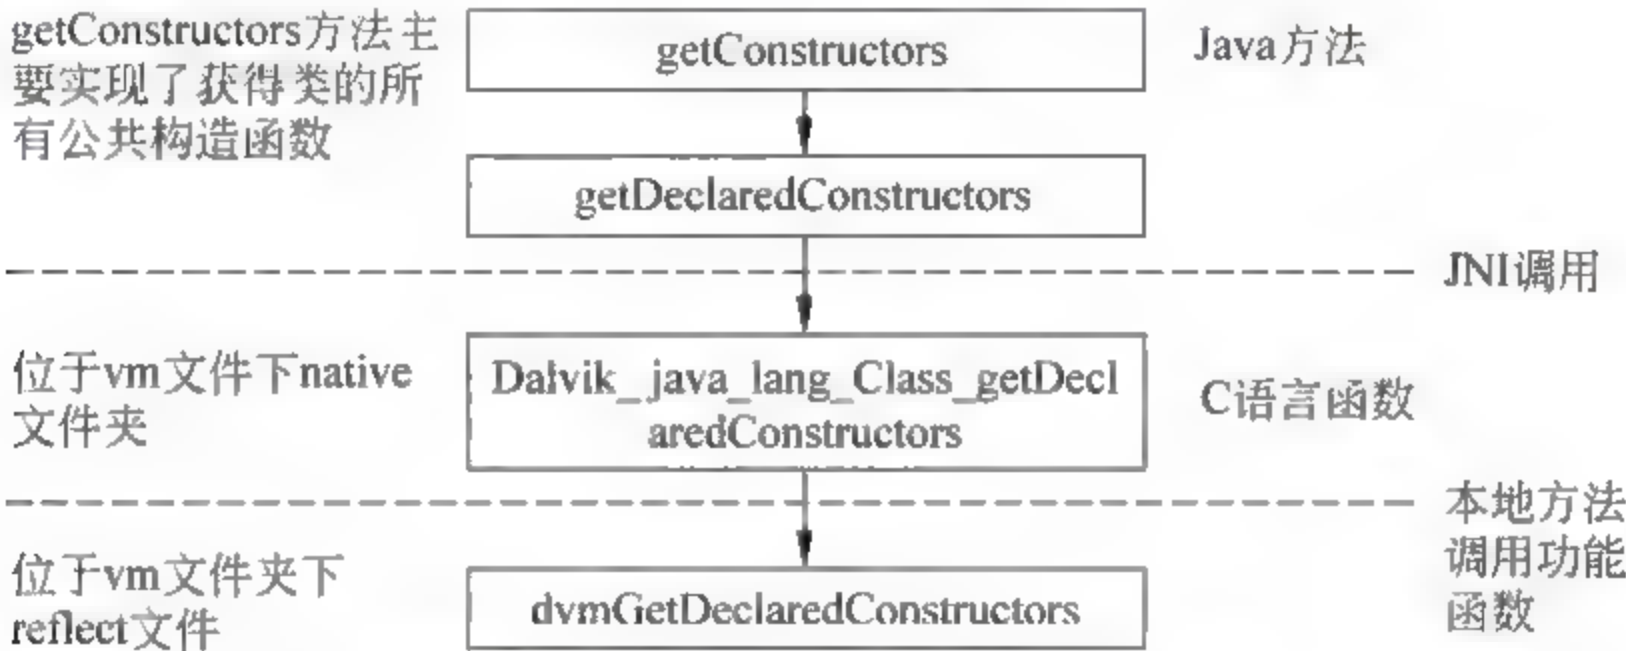 getConstructors方法主
要实现了获得类的所
有公共构造函数
getConstructors
Java方法
getDeclaredConstructors
JNI调用
位于vm文件下native
文件夹
Dalvik_java_lang_Class_getDecl
aredConstructors
C语言函数
本地方法
调用功能
函数
位于vm文件夹下
reflect文件
dvmGetDeclaredConstructors